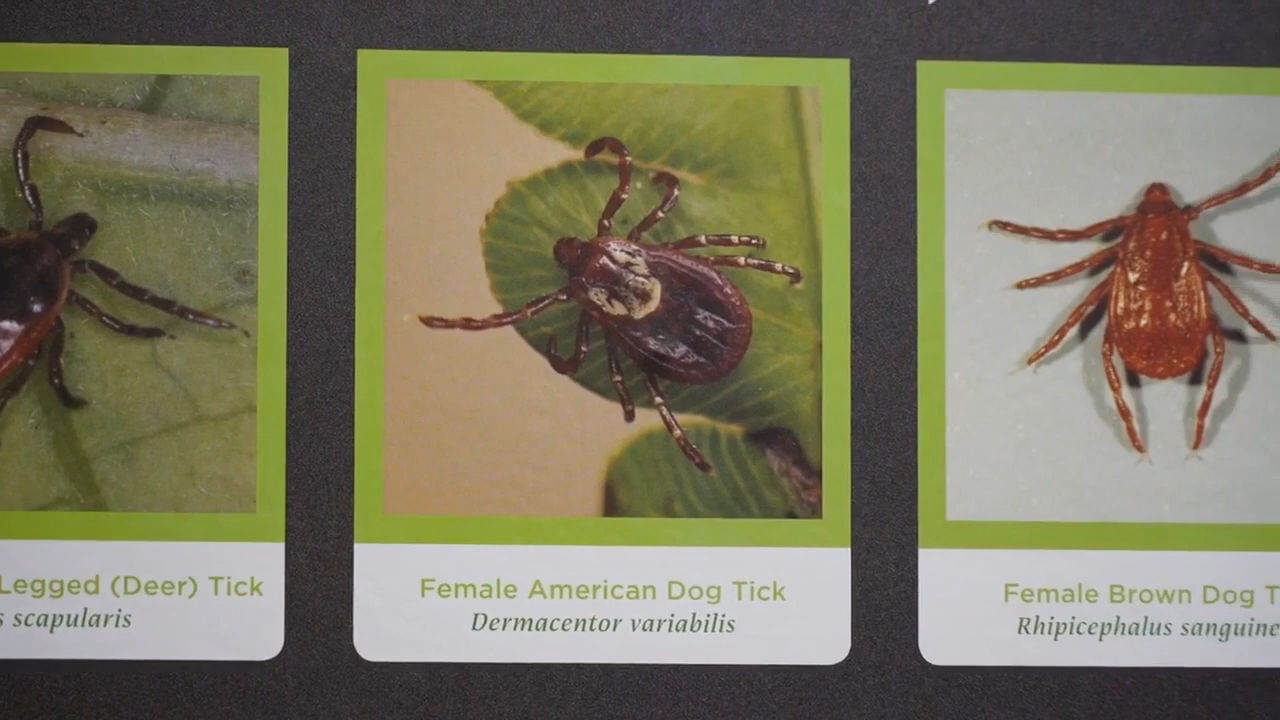 Legged (Deer) Tick
s scapularis
Female American Dog Tick
Dermacentor variabilis
Female Brown Dog T
Rhipicephalus sanguine